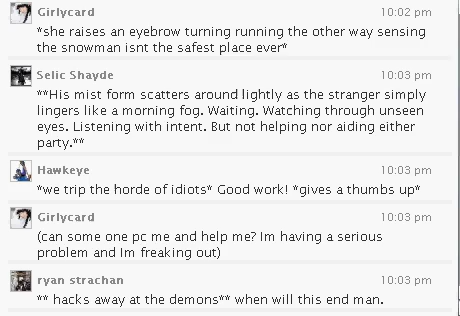 Girlycard 10:02 pm
*she raises an eyebrow turning running the other way sensing
the snowman isnt the safest place ever*
Selic Shayde 10:03 pm
**His mist form scatters around lightly as the stranger simply
lingers like a morning fog. Waiting. Watching through unseen
eyes. Listening with intent. But not helping nor aiding either
party.**
Hawkeye 10:03 pm
*we trip the horde of idiots* Good work! *gives a thumbs up*
Girlycard 10:03 pm
(can some one pc me and help me? Im having a serious
problem and Im freaking out)
ryan strachan 10:03 pm
** hacks away at the demons** when will this end man.